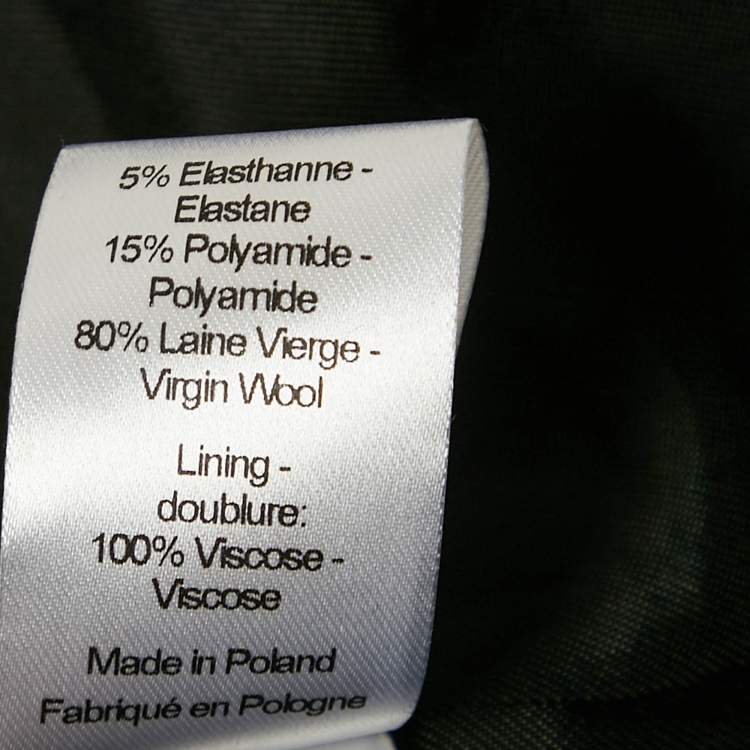 5% Elasthanne -
Elastane
15% Polyamide -
Polyamide
80% Laine Vierge -
Virgin Wool
Lining -
doublure:
100% Viscose -
Viscose
Made in Poland
Fabriqué en Pologne